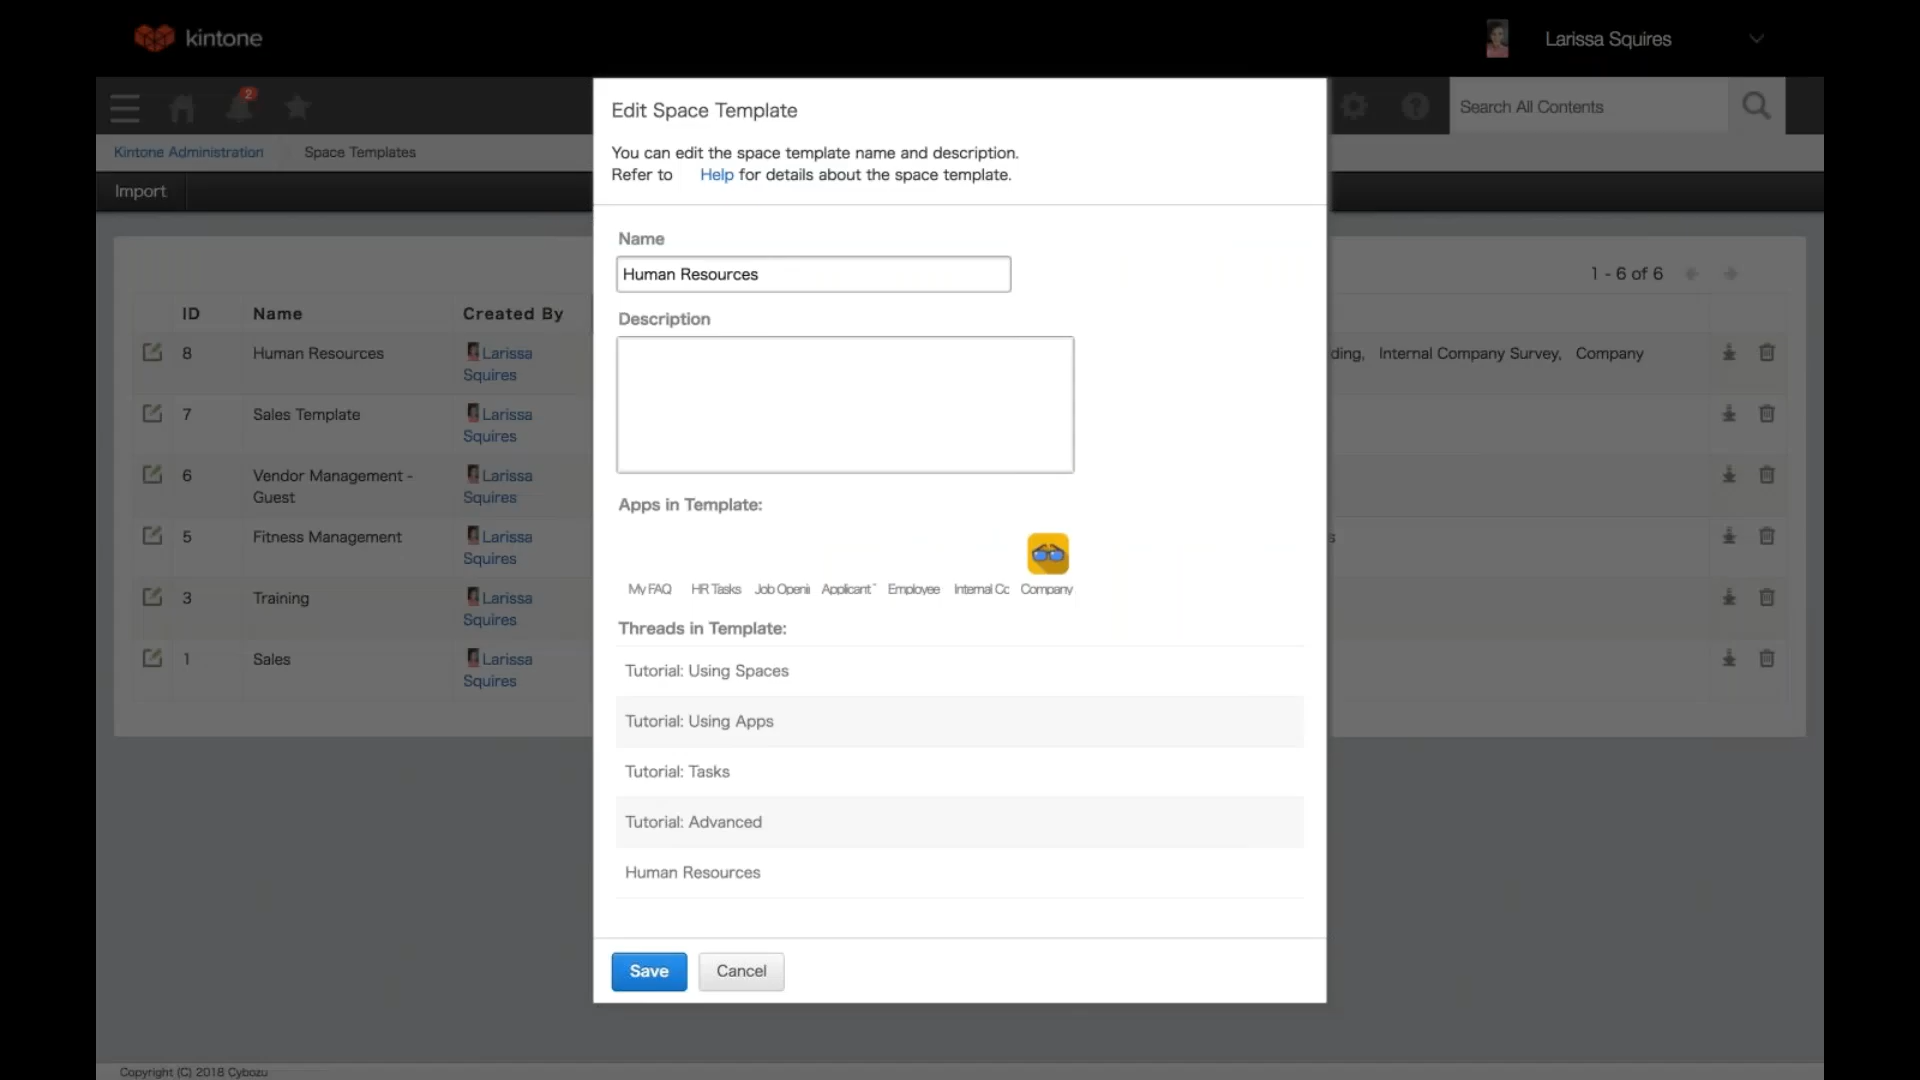 kintone
Larissa Squires
2
Search All Contents
Kintone Administration
Space Templates
Import
Edit Space Template
You can edit the space template name and description.
Refer to Help for details about the space template.
Name
Human Resources
Description
Apps in Template:
My FAQ HR Tasks Job Openi Applicant Employee Internal Cc Company
Threads in Template:
Tutorial: Using Spaces
Tutorial: Using Apps
Tutorial: Tasks
Tutorial: Advanced
Human Resources
Save
Cancel
1 - 6 of 6
ID Name Created By
8 Human Resources Larissa
Squires
ding, Internal Company Survey, Company
7 Sales Template Larissa
Squires
6 Vendor Management - Larissa
Guest Squires
5 Fitness Management Larissa
Squires
s
3 Training Larissa
Squires
1 Sales Larissa
Squires
Copyright (C) 2018 Cybozu